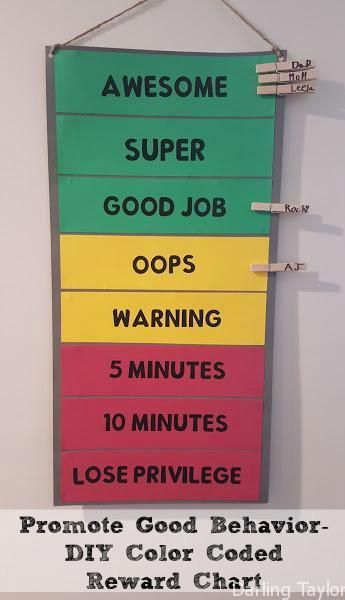 AWESOME
DAD
MOM
Leela
SUPER
GOOD JOB
Rocki
OOPS
AJ
WARNING
5 MINUTES
10 MINUTES
LOSE PRIVILEGE
Promote Good Behavior-
DIY Color Coded
Reward Chart
Darling Taylor